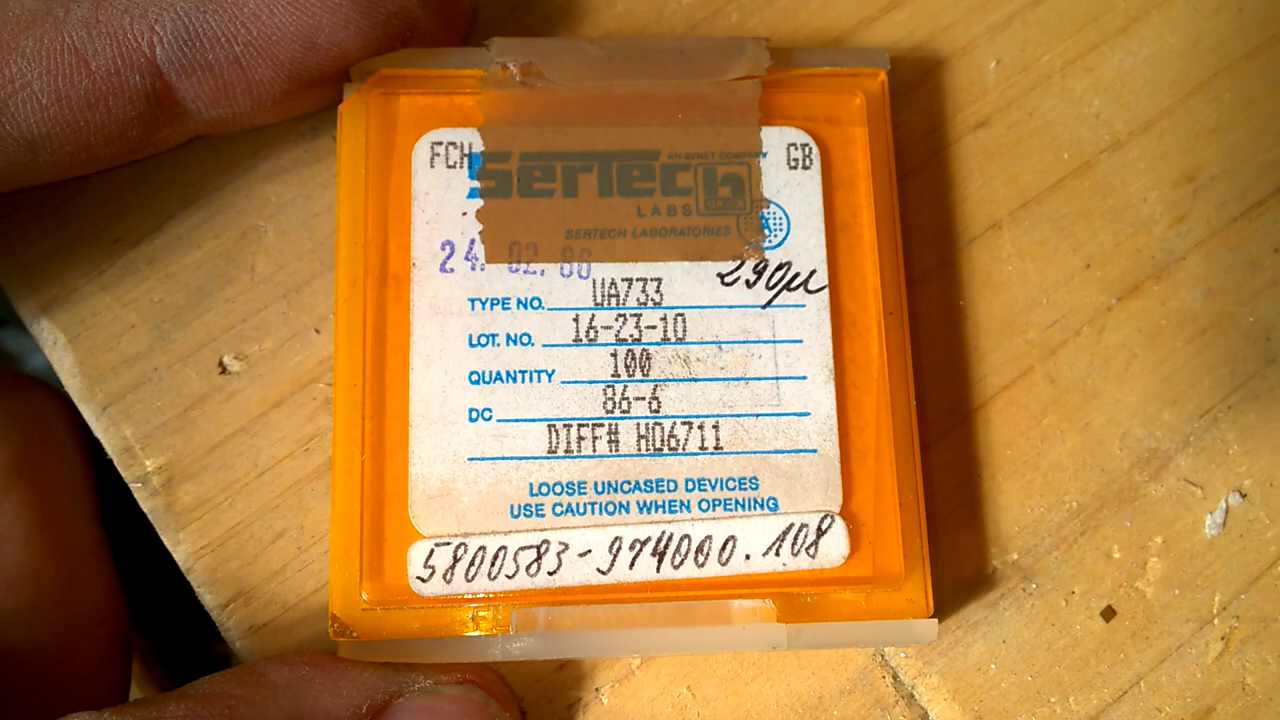 FCH SerTech AN AVNET COMPANY GB
LABS
SERTECH LABORATORIES
24. 02. 86
290µ
TYPE NO. UA733
LOT. NO. 16-23-10
QUANTITY 100
DC 86-6
DIFF# HQ6711
LOOSE UNCASED DEVICES
USE CAUTION WHEN OPENING
5800583-974000.108